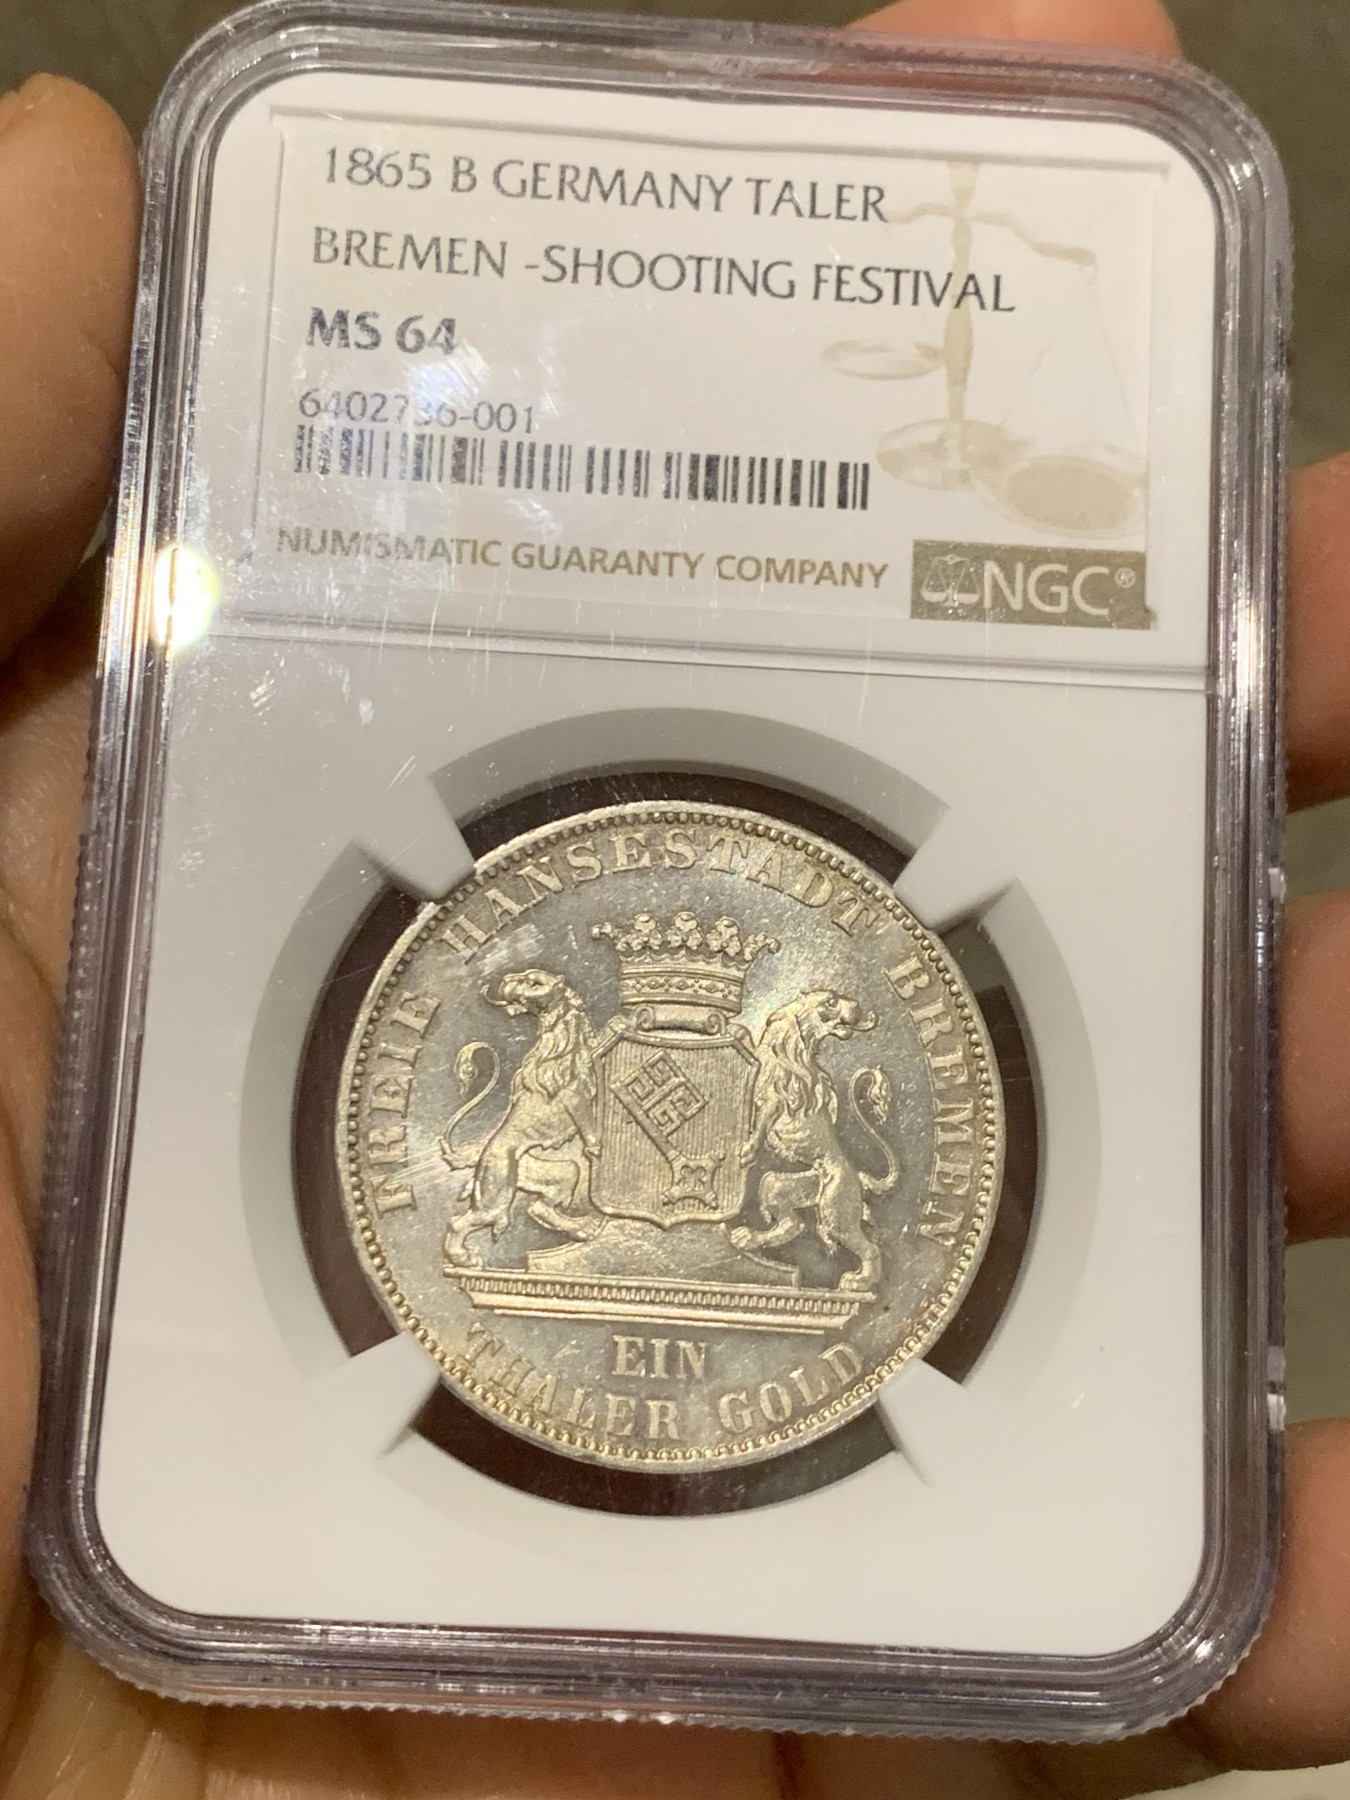 1865 B GERMANY TALER
BREMEN -SHOOTING FESTIVAL
MS 64
6402736-001
NUMISMATIC GUARANTY COMPANY
NGC®
FREIE HANSESTADT BREMEN
EIN
THALER GOLD